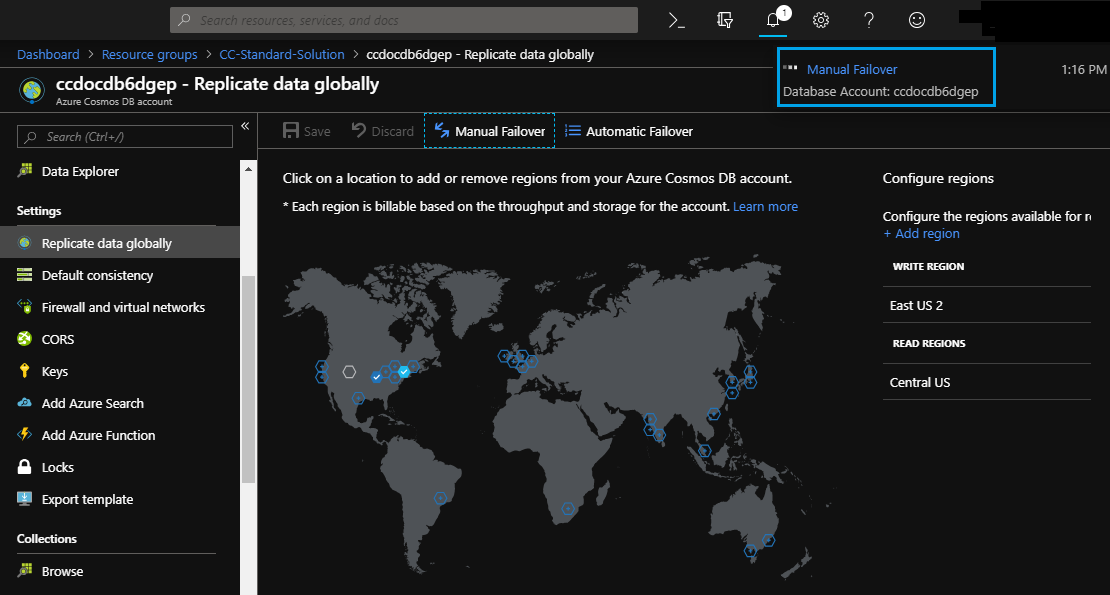 Search resources, services, and docs
1
Dashboard > Resource groups > CC-Standard-Solution > ccdocdb6dgep - Replicate data globally
ccdocdb6dgep - Replicate data globally
Azure Cosmos DB account
Manual Failover
1:16 PM
Database Account: ccdocdb6dgep
Search (Ctrl+/)
«
Data Explorer
Settings
Replicate data globally
Default consistency
Firewall and virtual networks
CORS
Keys
Add Azure Search
Add Azure Function
Locks
Export template
Collections
Browse
Save
Discard
Manual Failover
Automatic Failover
Click on a location to add or remove regions from your Azure Cosmos DB account.
* Each region is billable based on the throughput and storage for the account. Learn more
Configure regions
Configure the regions available for r
+ Add region
WRITE REGION
East US 2
READ REGIONS
Central US